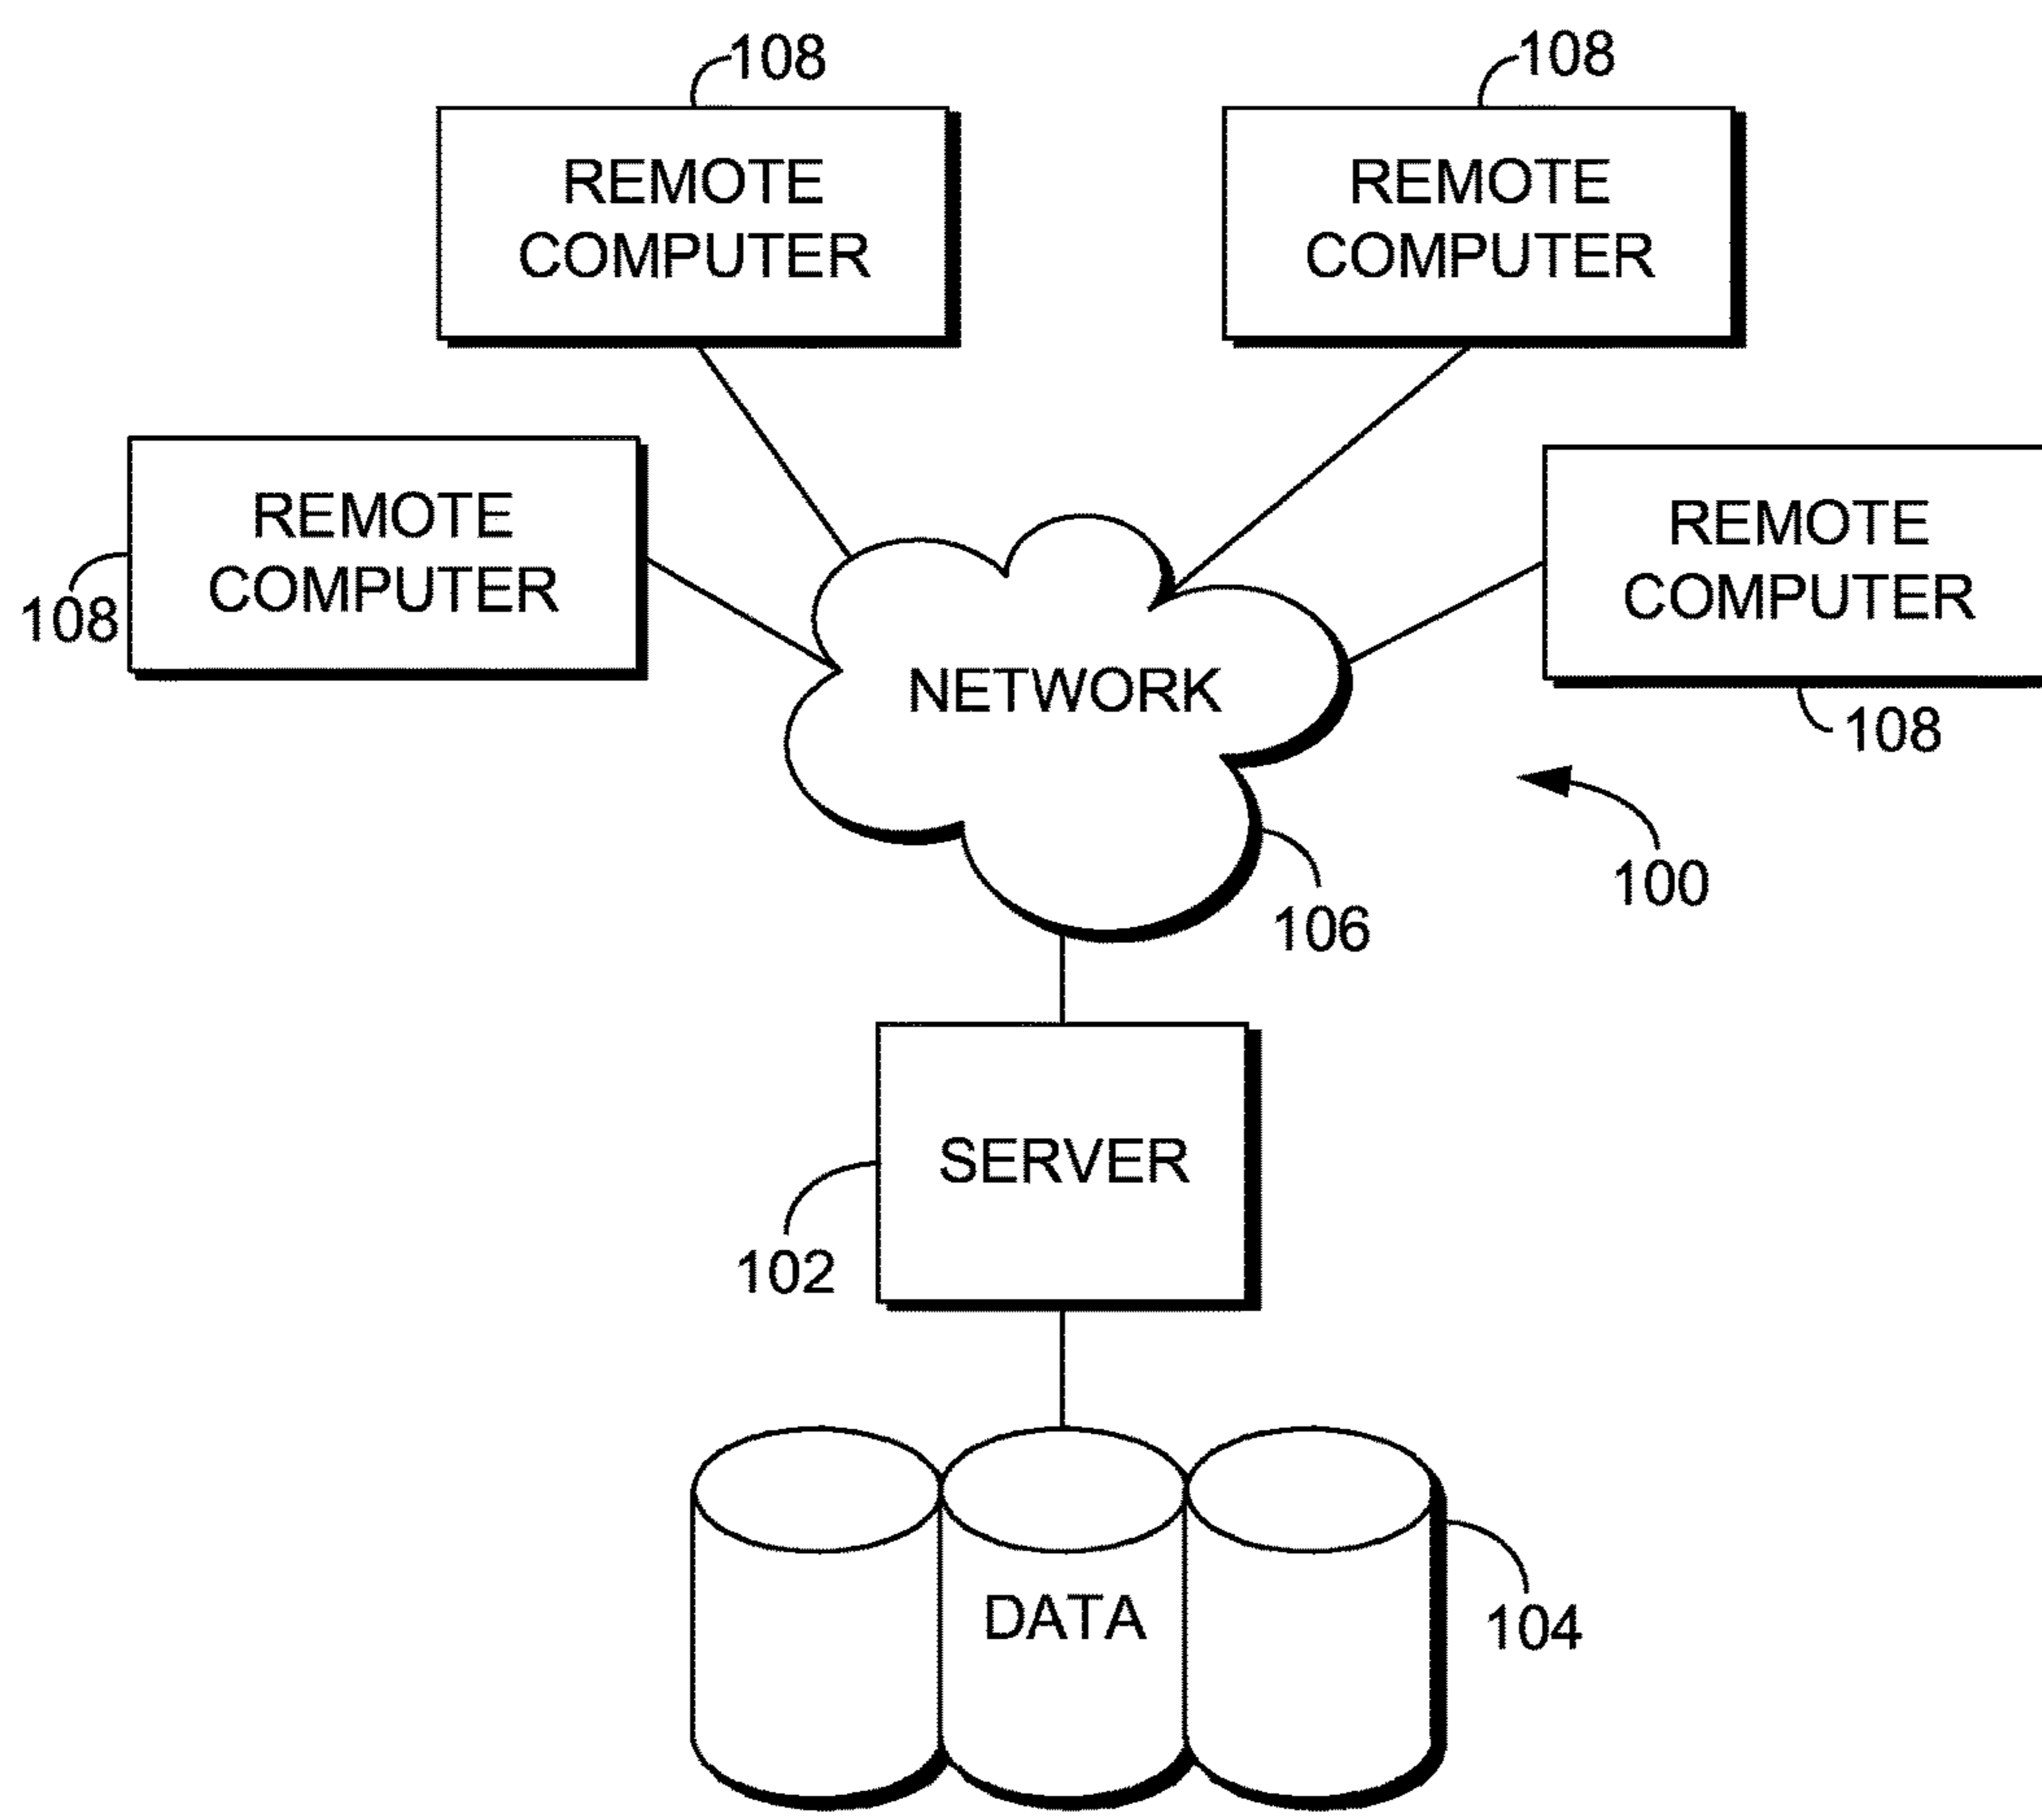 108
108
REMOTE
COMPUTER
REMOTE
COMPUTER
REMOTE
COMPUTER
REMOTE
COMPUTER
108
NETWORK
108
100
106
SERVER
102
DATA
104